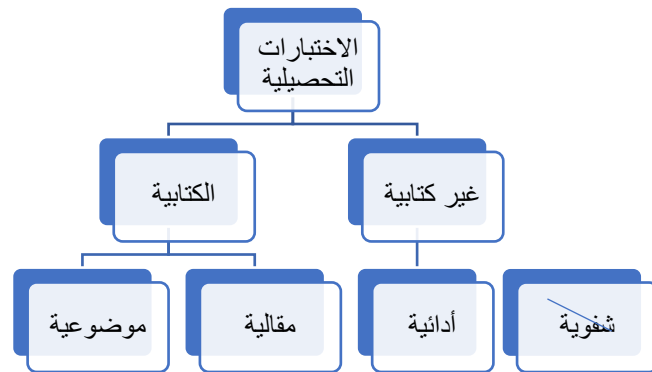 الاختبارات
التحصيلية
غير كتابية
الكتابية
شفوية
أدائية
مقالية
موضوعية